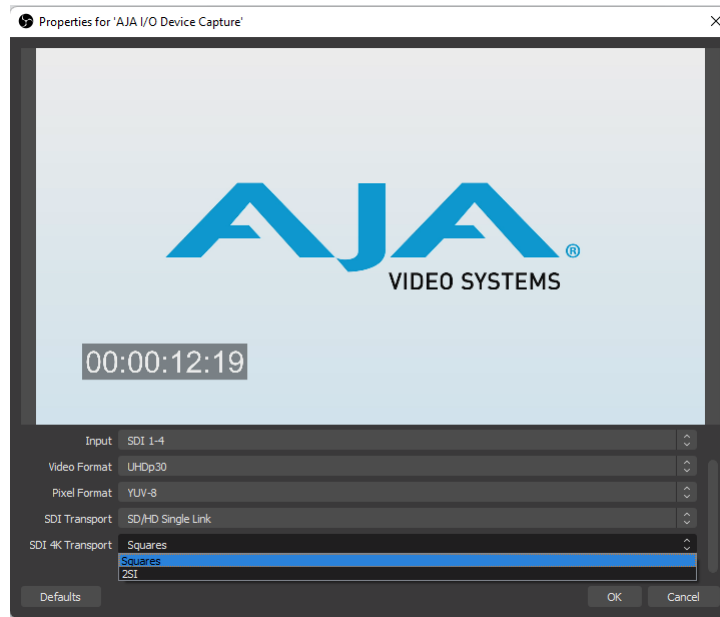 Properties for 'AJA I/O Device Capture'
AJA®
VIDEO SYSTEMS
00:00:12:19
Input SDI 1-4
Video Format UHDp30
Pixel Format YUV-8
SDI Transport SD/HD Single Link
SDI 4K Transport Squares
Squares
2SI
Defaults OK Cancel